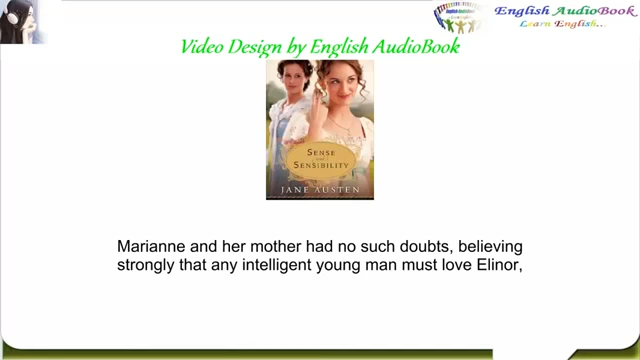 English AudioBook
Learn English...
Video Design by English AudioBook
SENSE
and
SENSIBILITY
JANE AUSTEN
Marianne and her mother had no such doubts, believing
strongly that any intelligent young man must love Elinor,